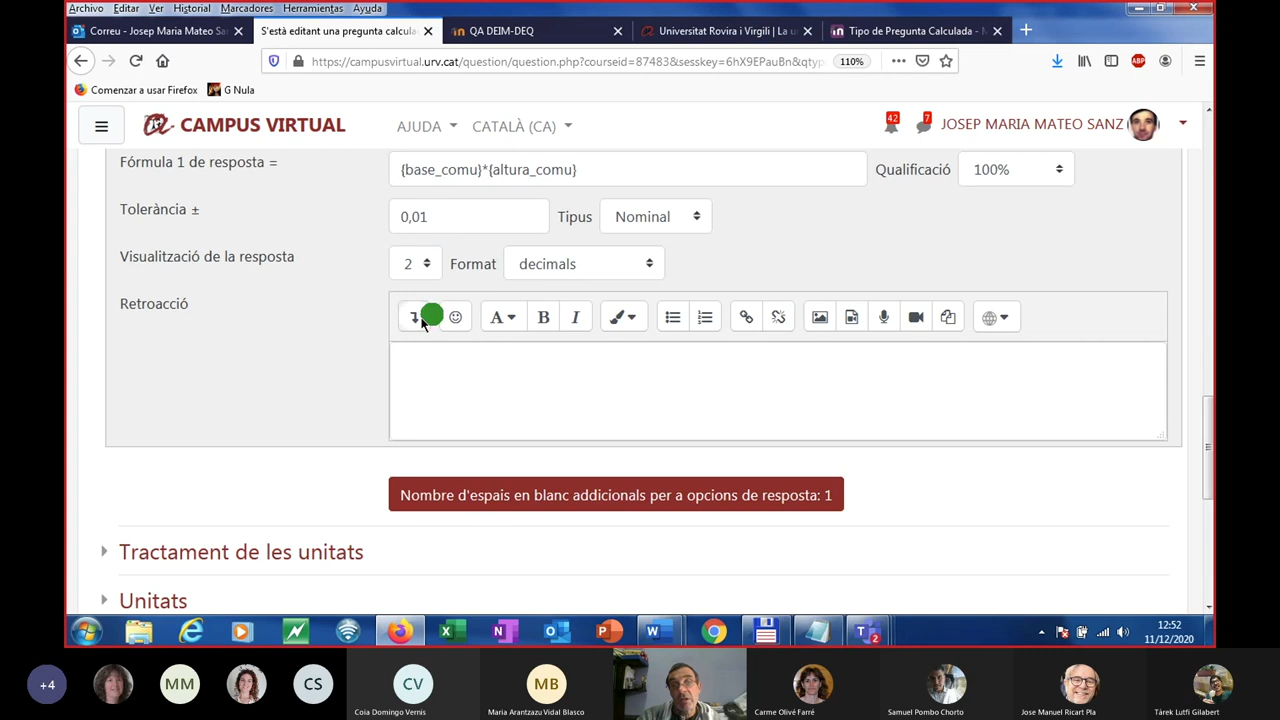 Archivo Editar Ver Historial Marcadores Herramientas Ayuda
Correu - Josep Maria Mateo Sa
S'està editant una pregunta calcula
QA DEIM-DEQ
Universitat Rovira i Virgili | La u
Tipo de Pregunta Calculada - M
https://campusvirtual.urv.cat/question/question.php?courseid=87483&sesskey=6hX9EPauBn&qtyp
110%
ABP
Comenzar a usar Firefox G Nula
CAMPUS VIRTUAL AJUDA CATALÀ (CA) 42 7 JOSEP MARIA MATEO SANZ
Fórmula 1 de resposta = {base_comu}*{altura_comu} Qualificació 100%
Tolerància ± 0,01 Tipus Nominal
Visualització de la resposta 2 Format decimals
Retroacció
A B I
Nombre d'espais en blanc addicionals per a opcions de resposta: 1
Tractament de les unitats
Unitats
12:52
11/12/2020
+4 MM CS CV MB
Coia Domingo Vernis Maria Arantzazu Vidal Blasco Carme Olivé Farré Samuel Pombo Chorto Jose Manuel Ricart Pla Tárek Lutfi Gilabert